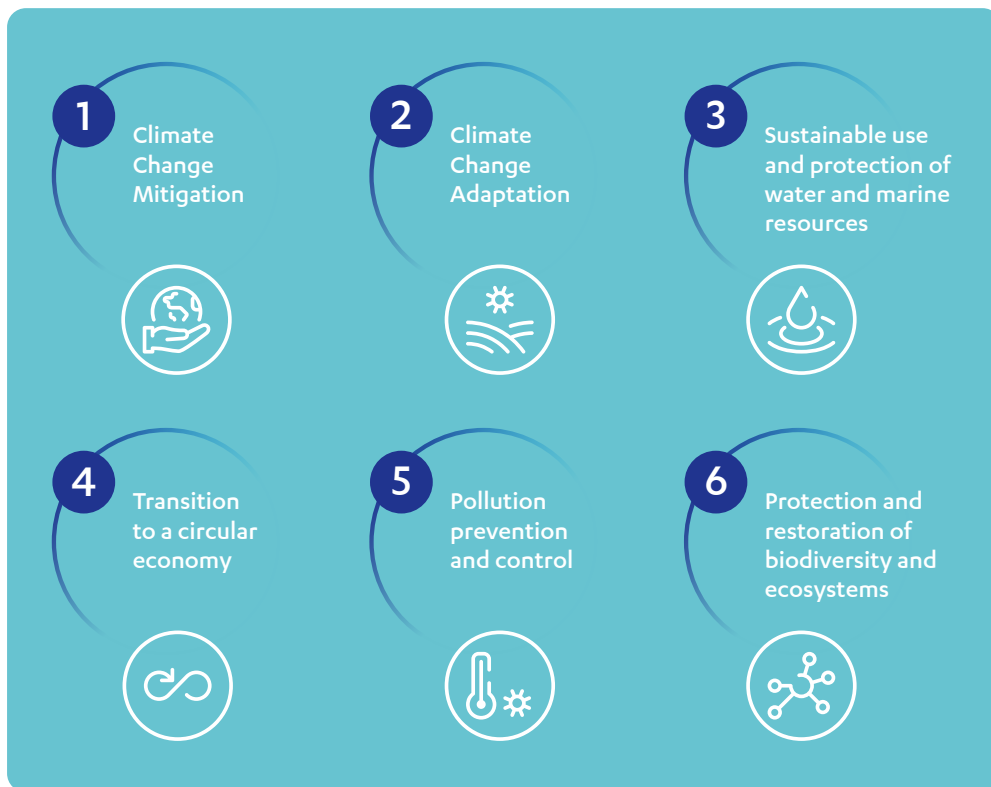 1
Climate
Change
Mitigation
2
Climate
Change
Adaptation
3
Sustainable use
and protection of
water and marine
resources
4
Transition
to a circular
economy
5
Pollution
prevention
and control
6
Protection and
restoration of
biodiversity and
ecosystems